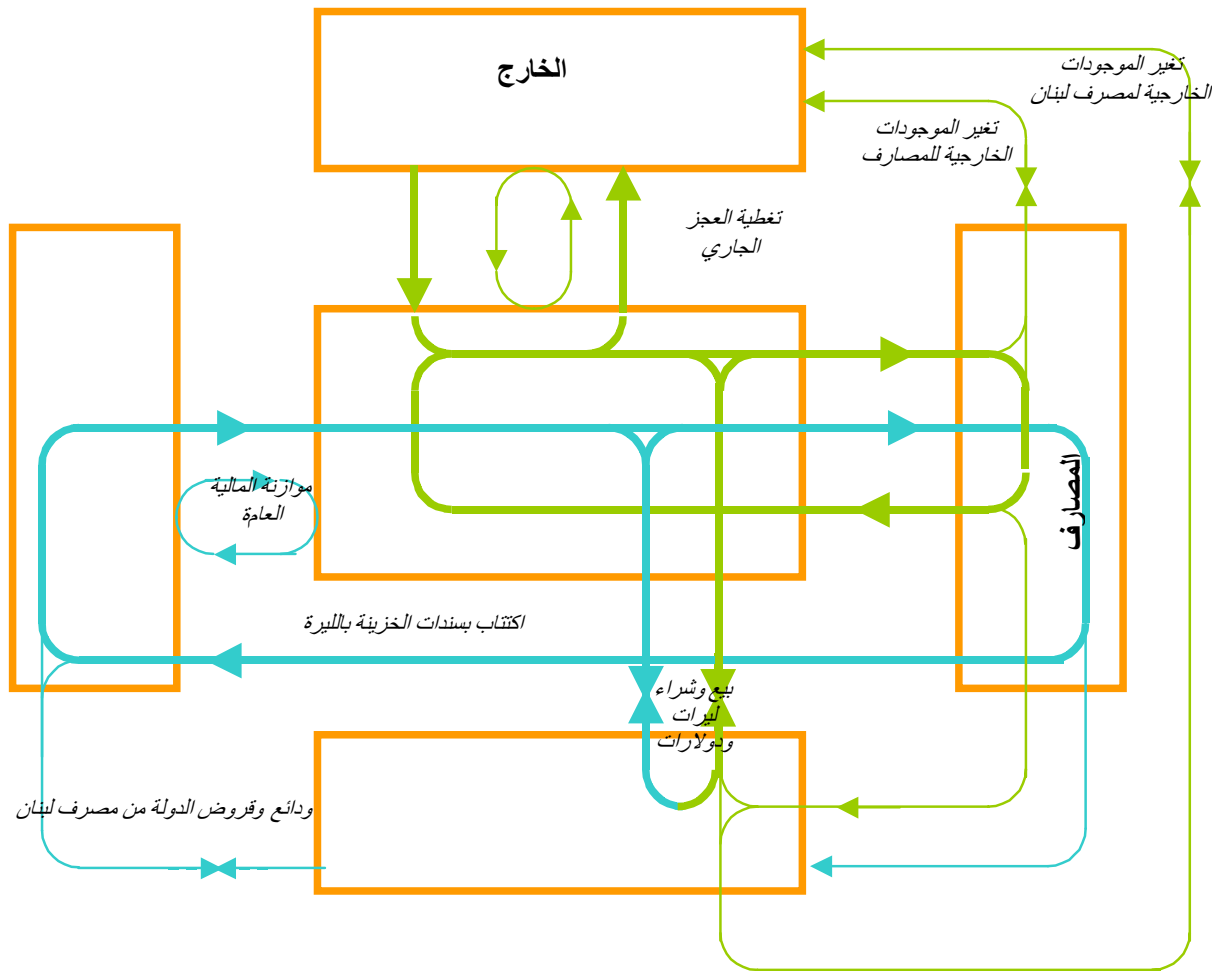 الخارج
تغير الموجودات
الخارجية لمصرف لبنان
تغير الموجودات
الخارجية للمصارف
تغطية العجز
الجاري
المصارف
موازنة المالية
العامة
اكتتاب بسندات الخزينة بالليرة
بيع وشراء
ليرات
ودولارات
ودائع وقروض الدولة من مصرف لبنان